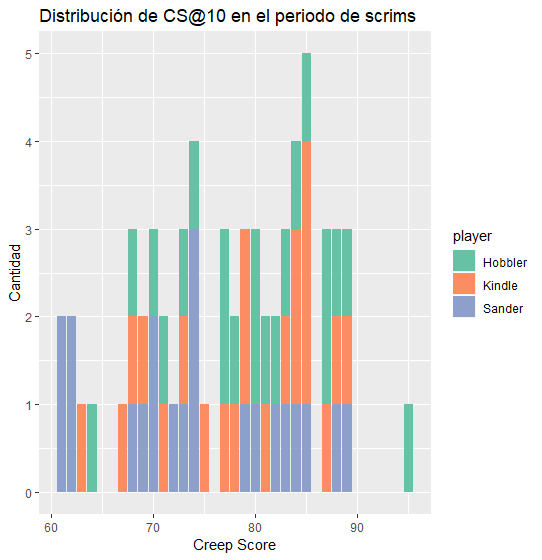 Distribución de CS@10 en el periodo de scrims
5
4
3
2
1
0
Cantidad
60 70 80 90
Creep Score
player
Hobbler
Kindle
Sander